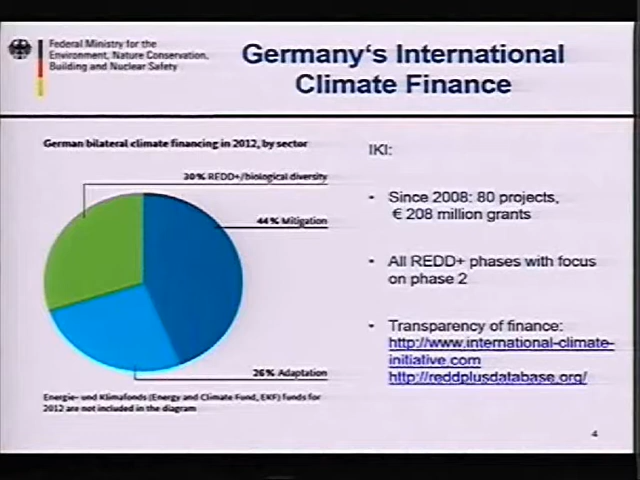 Federal Ministry for the
Environment, Nature Conservation,
Building and Nuclear Safety
Germany's International
Climate Finance
German bilateral climate financing in 2012, by sector
30% REDD+/biological diversity
44% Mitigation
26% Adaptation
Energie- und Klimafonds (Energy and Climate Fund, EKF) funds for
2012 are not included in the diagram
IKI:
• Since 2008: 80 projects,
€ 208 million grants
• All REDD+ phases with focus
on phase 2
• Transparency of finance:
http://www.international-climate-
initiative.com
http://reddplusdatabase.org/
4